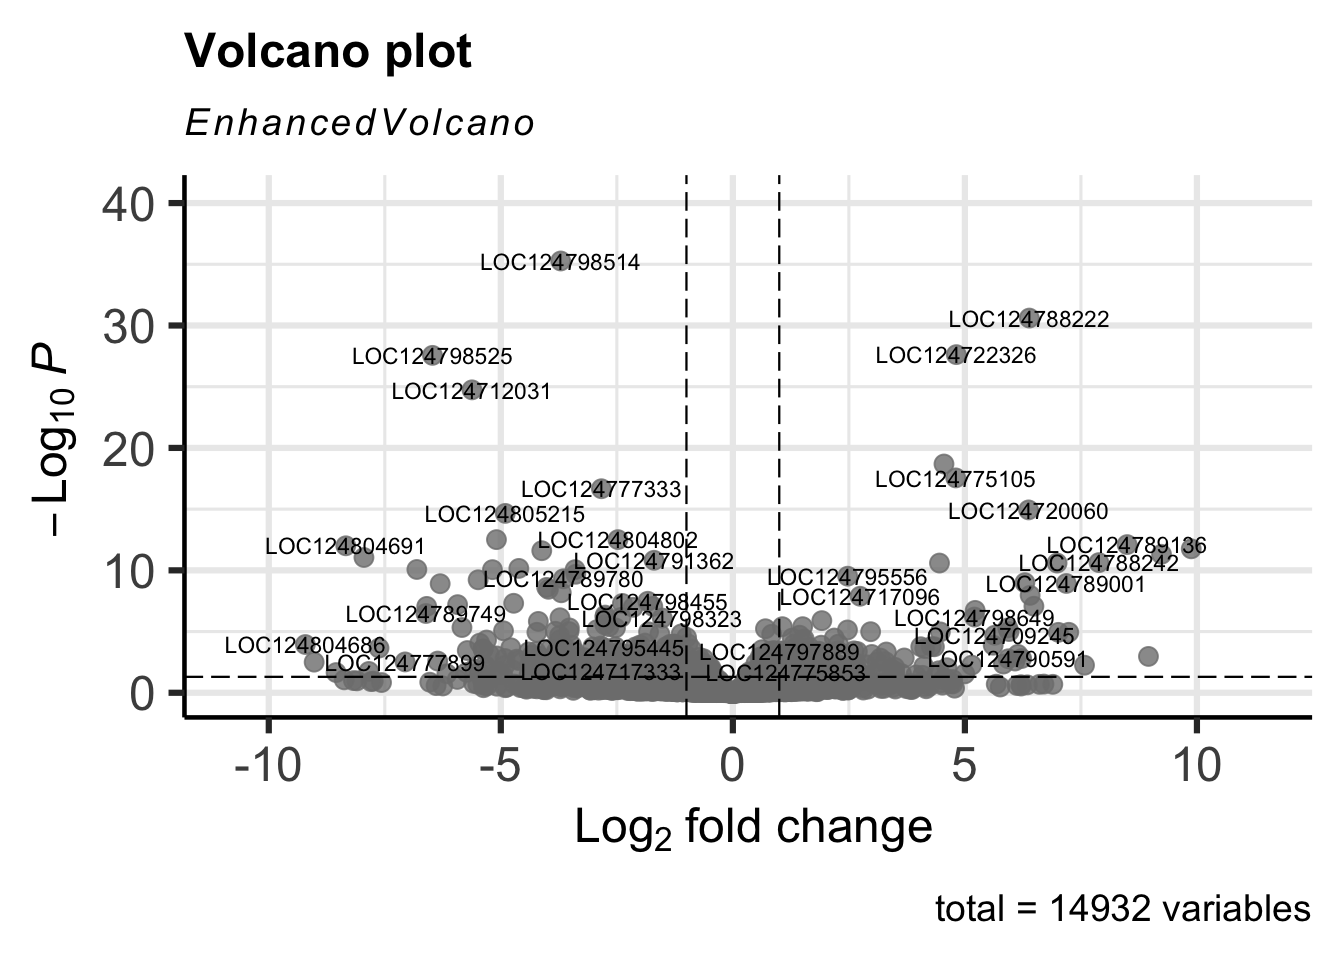 Volcano plot
EnhancedVolcano
40
30
20
10
0
−Log10 P
LOC124798514
LOC124788222
LOC124798525
LOC124722326
LOC124712031
LOC124775105
LOC124777333
LOC124805215
LOC124720060
LOC124804802
LOC124804691
LOC124789136
LOC124791362
LOC124788242
LOC124789780
LOC124795556
LOC124789001
LOC124717096
LOC124798455
LOC124789749
LOC124798323
LOC124798649
LOC124709245
LOC124804686
LOC124795445
LOC124797889
LOC124777899
LOC124790591
LOC124717333
LOC124775853
-10
-5
0
5
10
Log2 fold change
total = 14932 variables